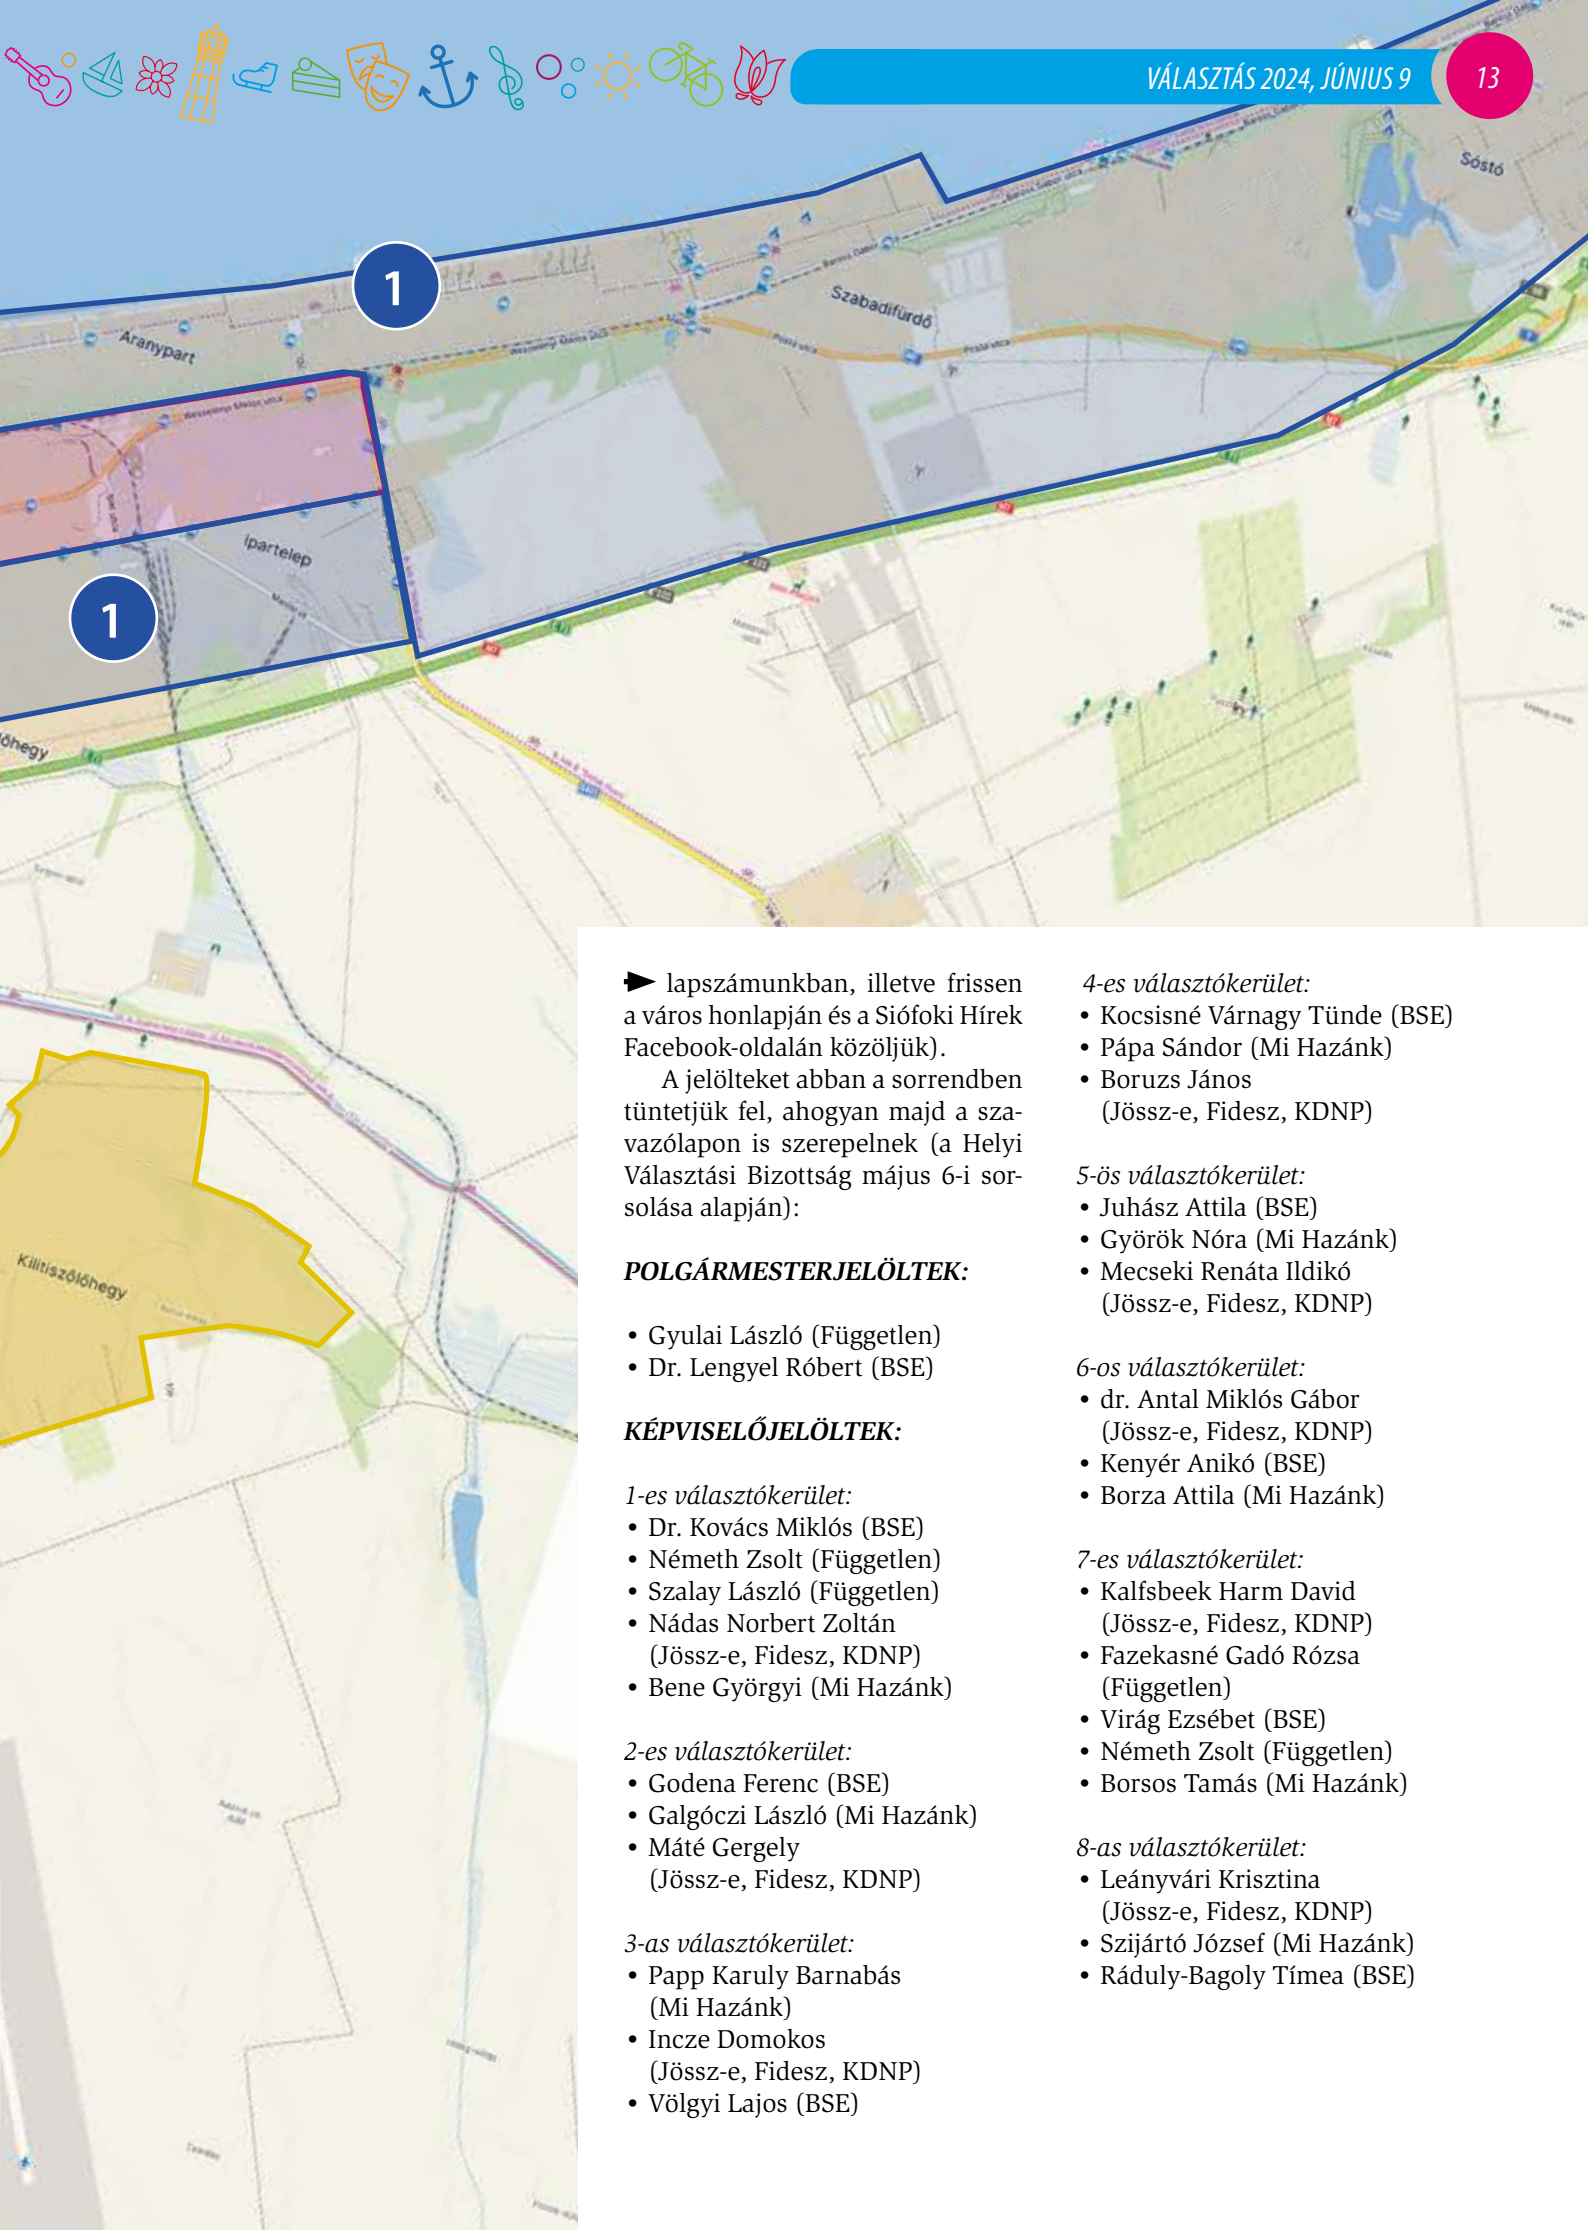 VÁLASZTÁS 2024, JÚNIUS 9
13
Sóstó
1
Szabadifürdő
Aranypart
Baross Gábor utca
Wesselényi Miklós utca
Posta utca
Ipartelep
1
Kilitiszőlőhegy
lapszámunkban, illetve frissen
a város honlapján és a Siófoki Hírek
Facebook-oldalán közöljük).
A jelölteket abban a sorrendben
tüntetjük fel, ahogyan majd a sza-
vazólapon is szerepelnek (a Helyi
Választási Bizottság május 6-i sor-
solása alapján):
POLGÁRMESTERJELÖLTEK:
• Gyulai László (Független)
• Dr. Lengyel Róbert (BSE)
KÉPVISELŐJELÖLTEK:
1-es választókerület:
• Dr. Kovács Miklós (BSE)
• Németh Zsolt (Független)
• Szalay László (Független)
• Nádas Norbert Zoltán
(Jössz-e, Fidesz, KDNP)
• Bene Györgyi (Mi Hazánk)
2-es választókerület:
• Godena Ferenc (BSE)
• Galgóczi László (Mi Hazánk)
• Máté Gergely
(Jössz-e, Fidesz, KDNP)
3-as választókerület:
• Papp Karuly Barnabás
(Mi Hazánk)
• Incze Domokos
(Jössz-e, Fidesz, KDNP)
• Völgyi Lajos (BSE)
4-es választókerület:
• Kocsisné Várnagy Tünde (BSE)
• Pápa Sándor (Mi Hazánk)
• Boruzs János
(Jössz-e, Fidesz, KDNP)
5-ös választókerület:
• Juhász Attila (BSE)
• Györök Nóra (Mi Hazánk)
• Mecseki Renáta Ildikó
(Jössz-e, Fidesz, KDNP)
6-os választókerület:
• dr. Antal Miklós Gábor
(Jössz-e, Fidesz, KDNP)
• Kenyér Anikó (BSE)
• Borza Attila (Mi Hazánk)
7-es választókerület:
• Kalfsbeek Harm David
(Jössz-e, Fidesz, KDNP)
• Fazekasné Gadó Rózsa
(Független)
• Virág Ezsébet (BSE)
• Németh Zsolt (Független)
• Borsos Tamás (Mi Hazánk)
8-as választókerület:
• Leányvári Krisztina
(Jössz-e, Fidesz, KDNP)
• Szijártó József (Mi Hazánk)
• Ráduly-Bagoly Tímea (BSE)